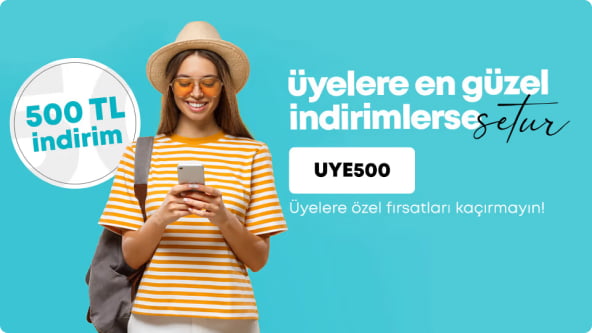 500 TL
indirim
üyelere en güzel
indirimlerse setur
UYE500
Üyelere özel fırsatları kaçırmayın!